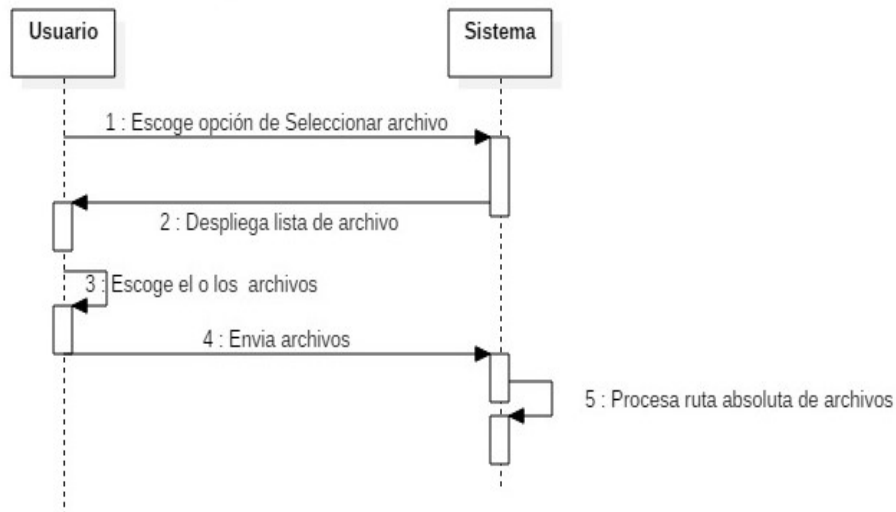 Usuario
Sistema
1 : Escoge opción de Seleccionar archivo
2 : Despliega lista de archivo
3 : Escoge el o los archivos
4 : Envia archivos
5 : Procesa ruta absoluta de archivos